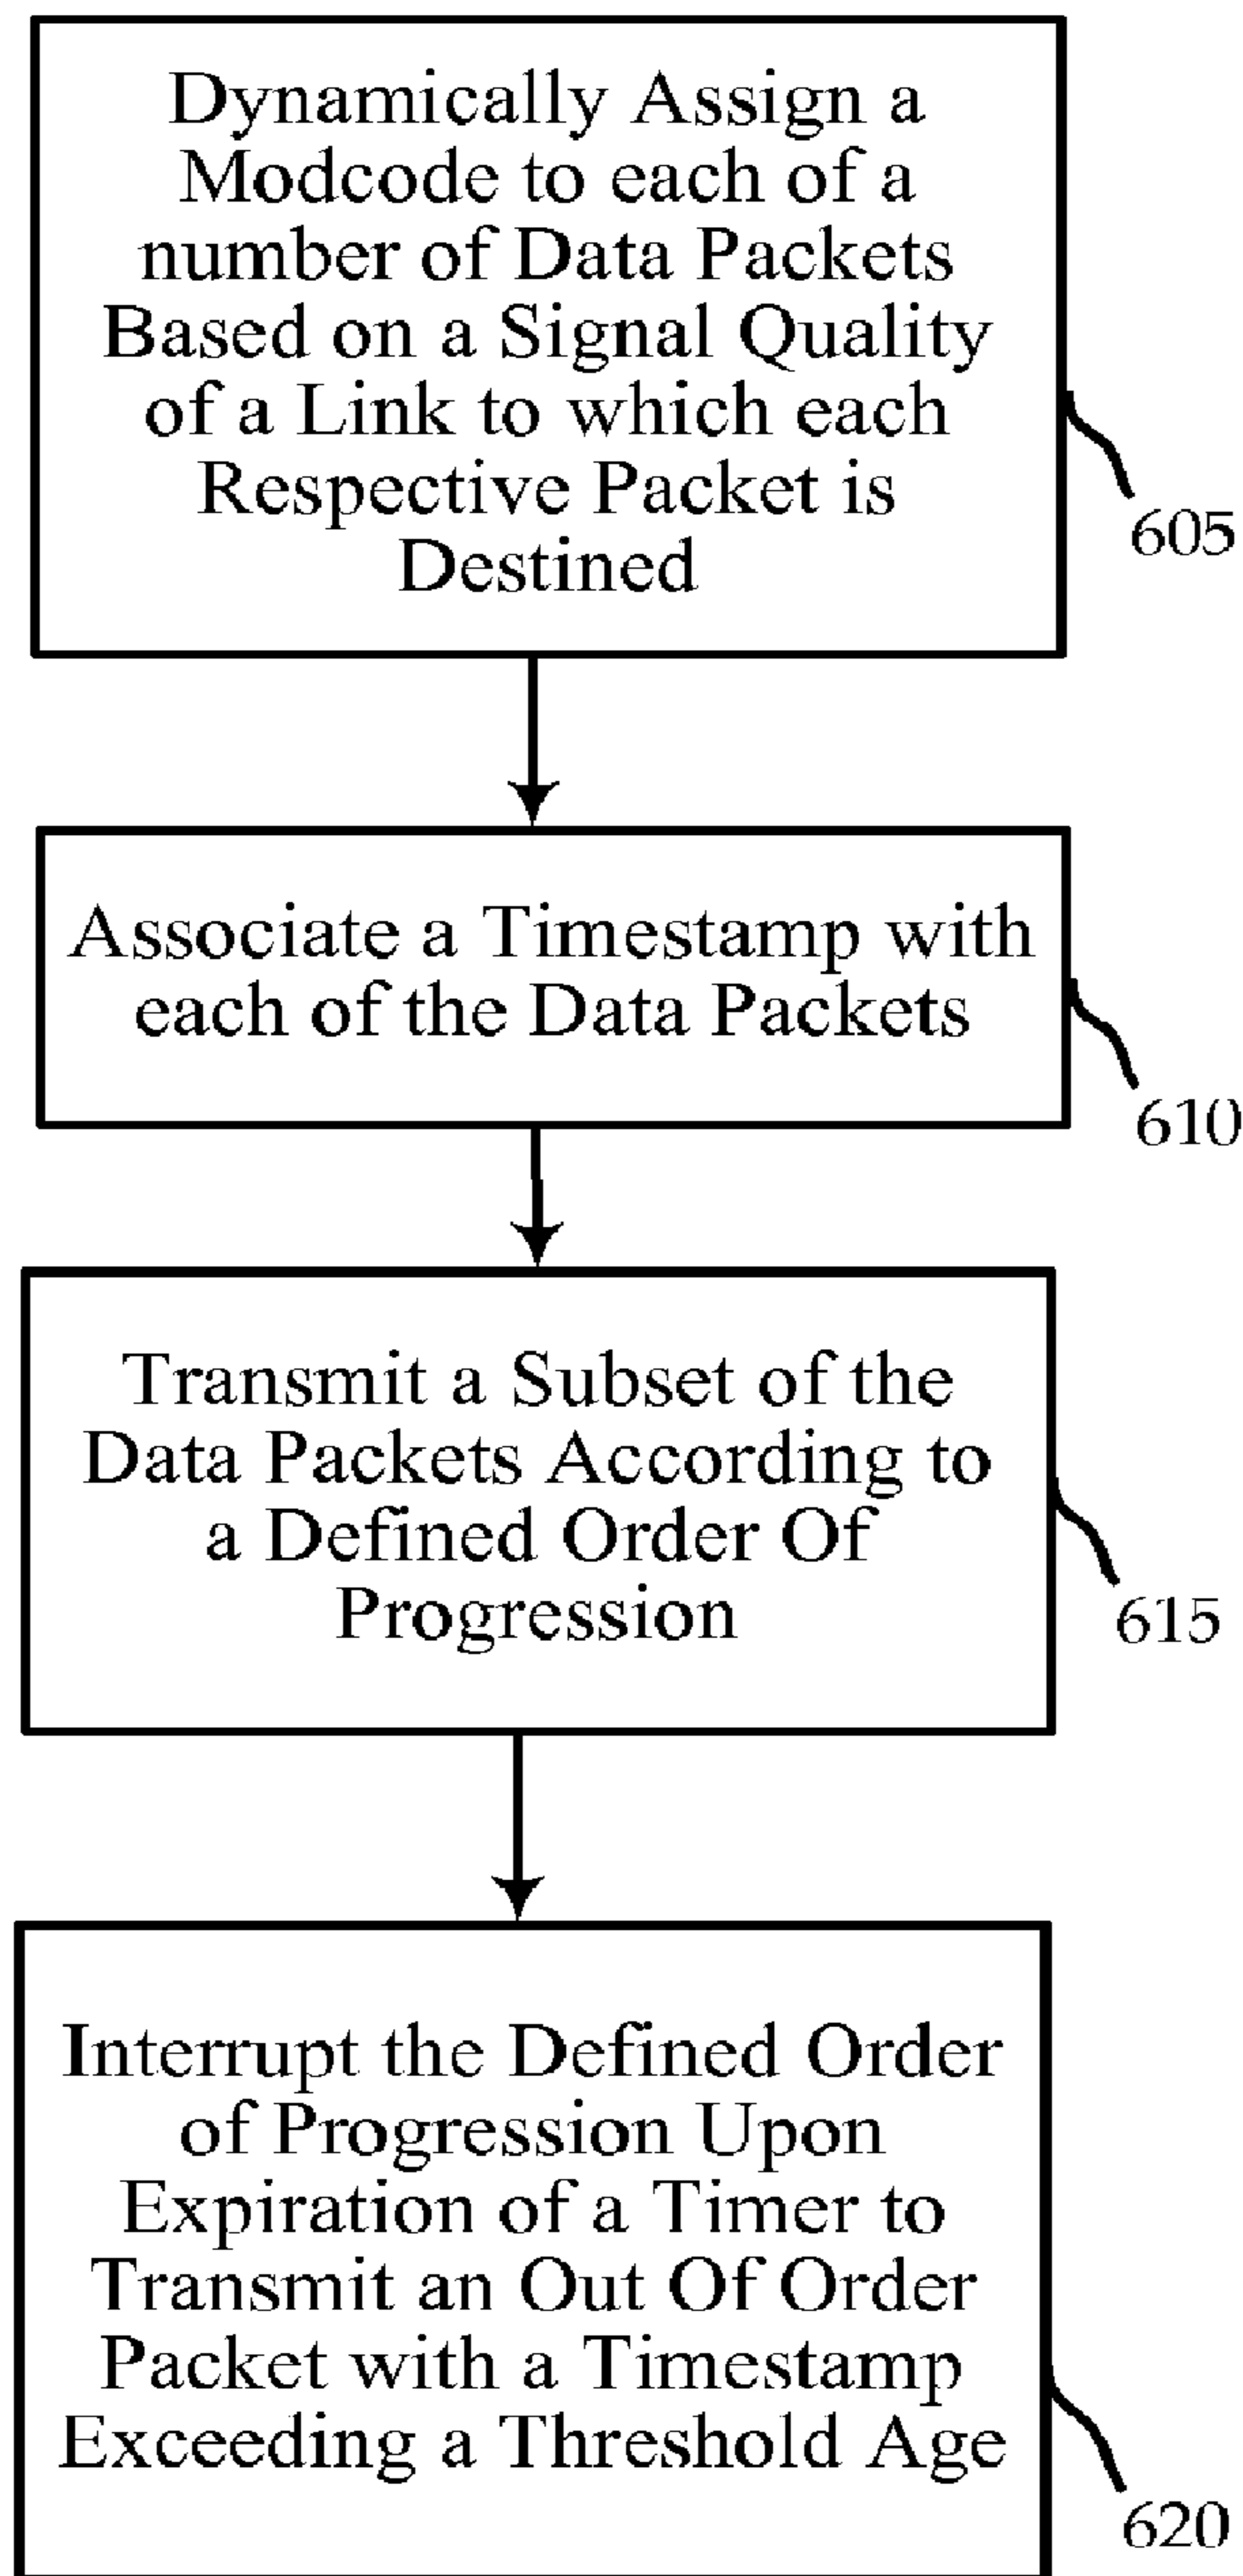 Dynamically Assign a
Modcode to each of a
number of Data Packets
Based on a Signal Quality
of a Link to which each
Respective Packet is
Destined
605
Associate a Timestamp with
each of the Data Packets
610
Transmit a Subset of the
Data Packets According to
a Defined Order Of
Progression
615
Interrupt the Defined Order
of Progression Upon
Expiration of a Timer to
Transmit an Out Of Order
Packet with a Timestamp
Exceeding a Threshold Age
620